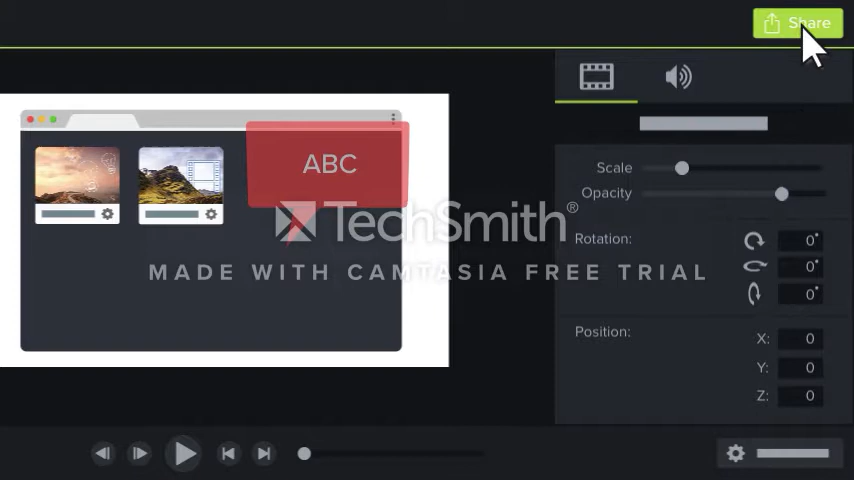 Share
ABC
Scale
Opacity
TechSmith®
MADE WITH CAMTASIA FREE TRIAL
Rotation:
0°
0°
0°
Position:
X: 0
Y: 0
Z: 0